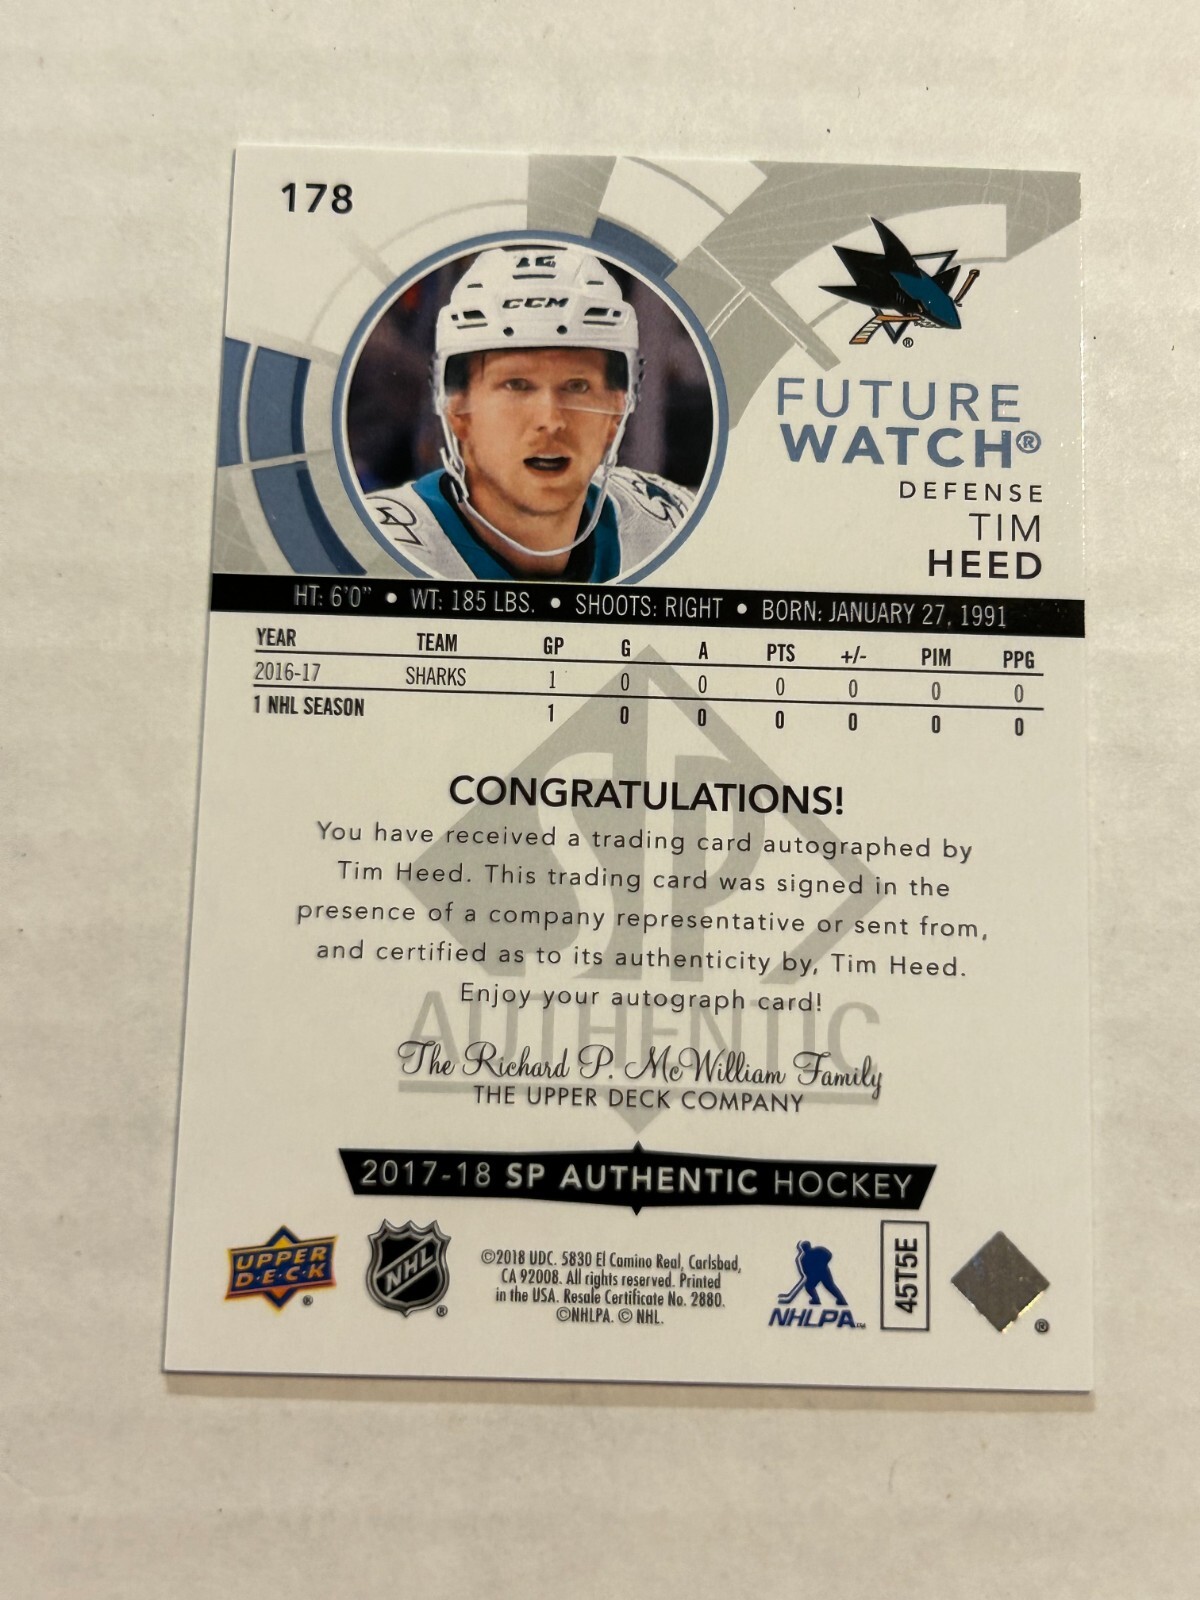 178
CCM
FUTURE
WATCH®
DEFENSE
TIM
HEED
HT: 6'0" • WT: 185 LBS. • SHOOTS: RIGHT • BORN: JANUARY 27, 1991
YEAR TEAM GP G A PTS +/- PIM PPG
2016-17 SHARKS 1 0 0 0 0 0 0
1 NHL SEASON 1 0 0 0 0 0 0
SP
AUTHENTIC
CONGRATULATIONS!
You have received a trading card autographed by
Tim Heed. This trading card was signed in the
presence of a company representative or sent from,
and certified as to its authenticity by, Tim Heed.
Enjoy your autograph card!
The Richard P. McWilliam Family
THE UPPER DECK COMPANY
2017-18 SP AUTHENTIC HOCKEY
UPPER
D·E·C·K
®
NHL
®
©2018 UDC. 5830 El Camino Real, Carlsbad,
CA 92008. All rights reserved. Printed
in the USA. Resale Certificate No. 2880.
©NHLPA. © NHL.
NHLPA™
45T5E
®